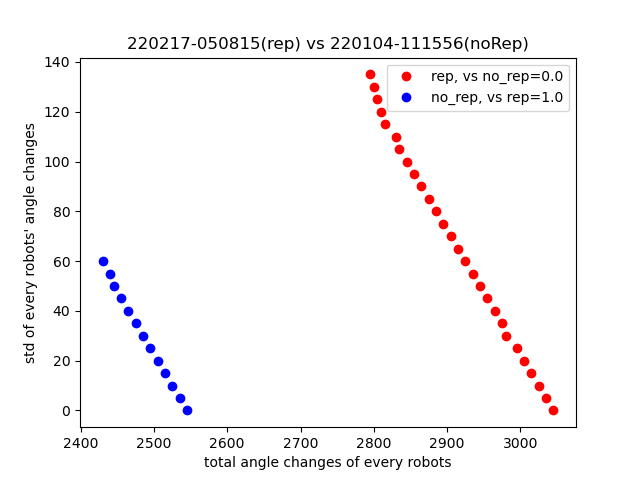 220217-050815(rep) vs 220104-111556(noRep)
rep, vs no_rep=0.0
no_rep, vs rep=1.0
std of every robots' angle changes
140
120
100
80
60
40
20
0
2400 2500 2600 2700 2800 2900 3000
total angle changes of every robots